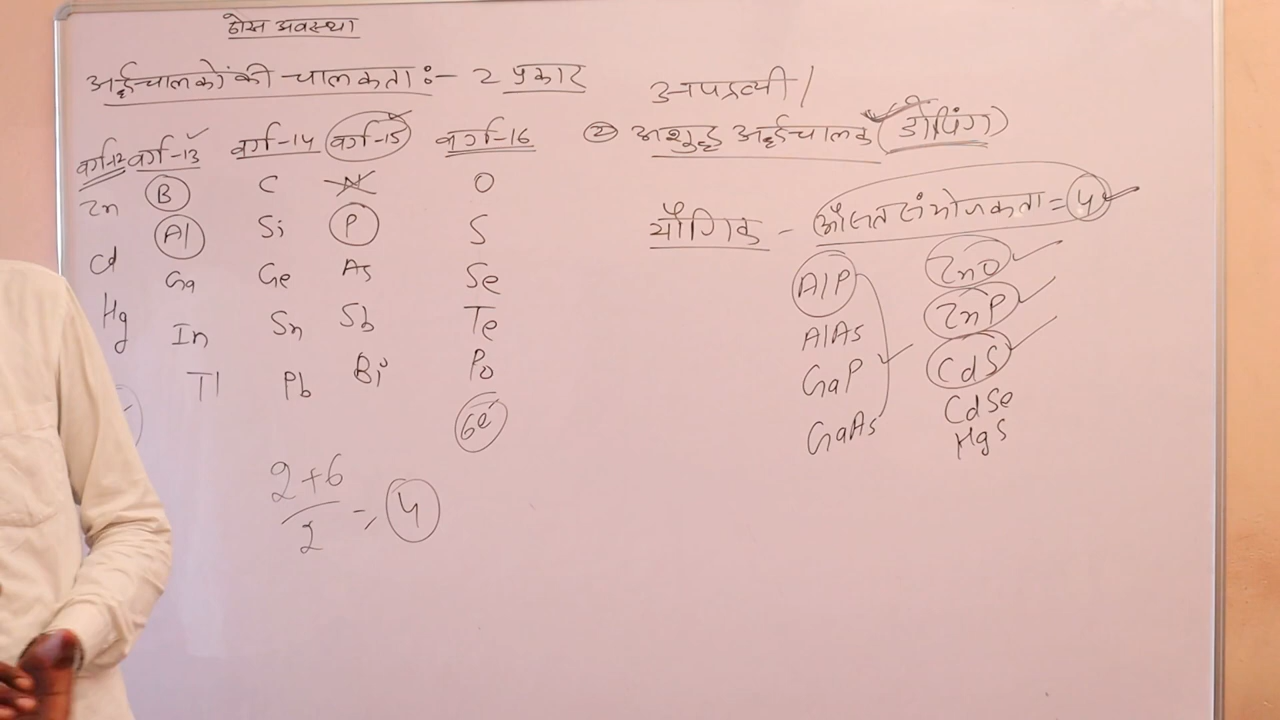 ठोस अवस्था
अर्द्धचालकों की चालकता :- 2 प्रकार
वर्ग-12 वर्ग-13 वर्ग-14 वर्ग-15 वर्ग-16
Zn B C N O
Al Si P S
Cd Ga Ge As Se
Hg In Sn Sb Te
Tl Pb Bi Po
6e
2+6
2
= 4
अपद्रव्यी /
② अशुद्ध अर्द्धचालक (डोपिंग)
यौगिक - औसत संयोजकता = 4
AlP ZnO
AlAs ZnP
GaP CdS
GaAs CdSe
HgS